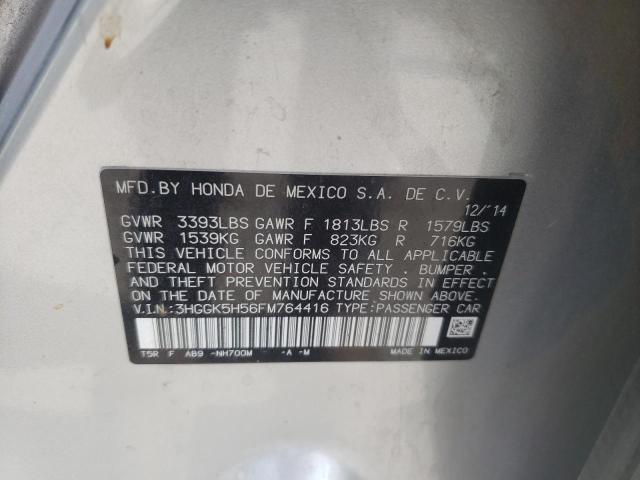 MFD.BY HONDA DE MEXICO S.A. DE C.V.
12/'14
GVWR 3393LBS GAWR F 1813LBS R 1579LBS
GVWR 1539KG GAWR F 823KG R 716KG
THIS VEHICLE CONFORMS TO ALL APPLICABLE
FEDERAL MOTOR VEHICLE SAFETY . BUMPER .
AND THEFT PREVENTION STANDARDS IN EFFECT
ON THE DATE OF MANUFACTURE SHOWN ABOVE.
V.I.N.:3HGGK5H56FM764416 TYPE:PASSENGER CAR
T5R F AB9 -NH700M -A -M
MADE IN MEXICO